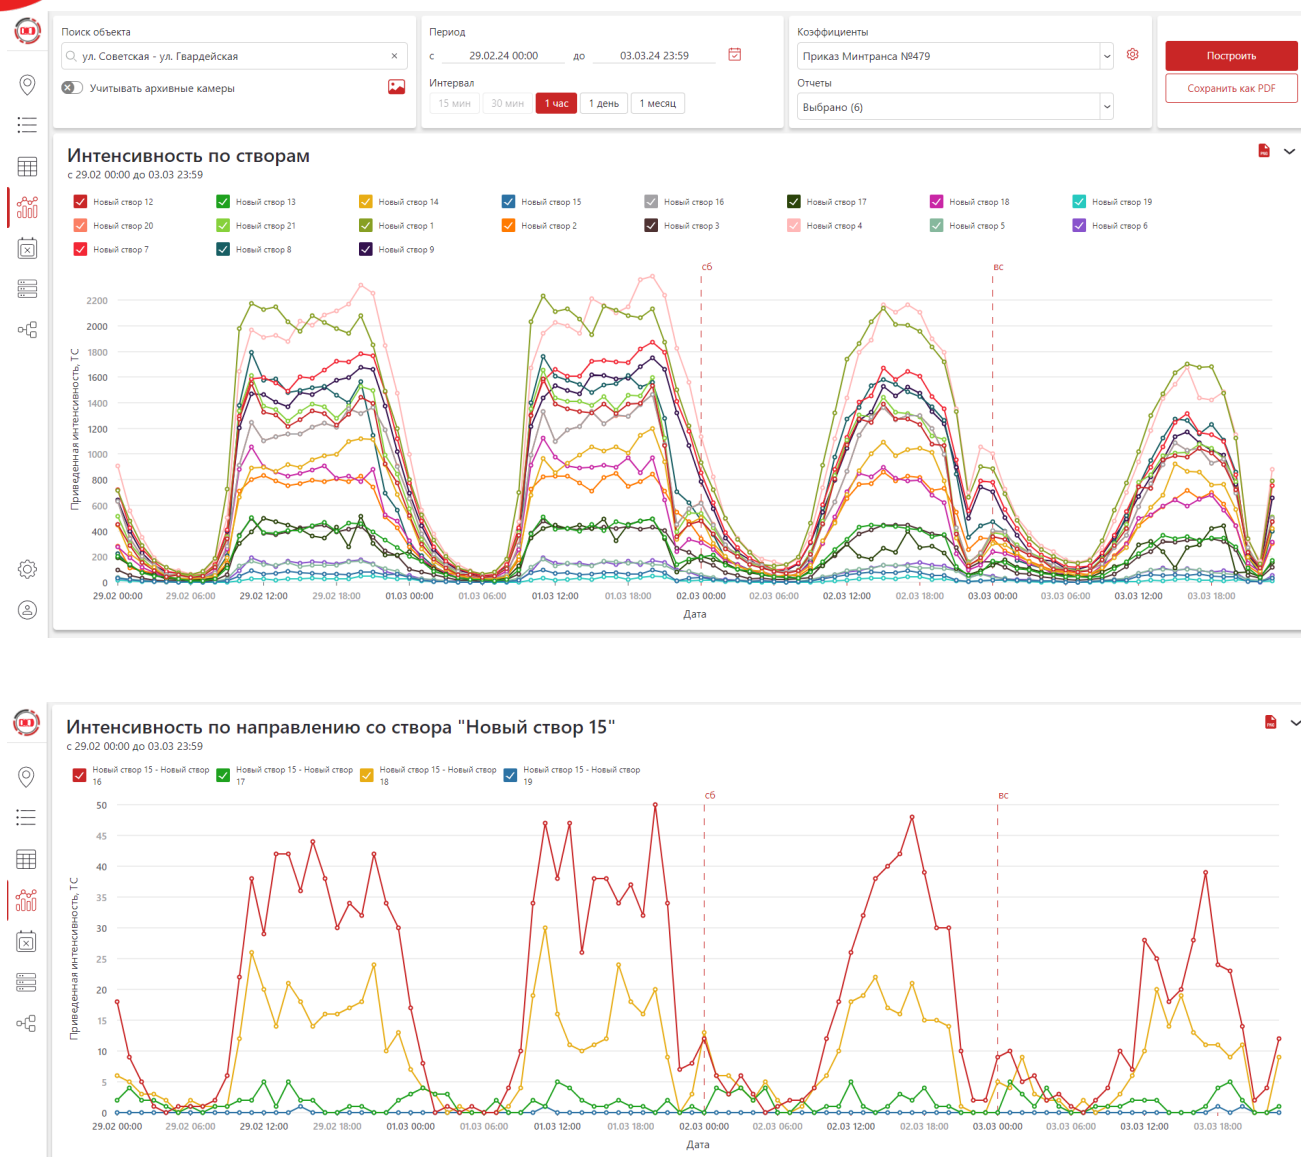 Поиск объекта
ул. Советская - ул. Гвардейская ×
Учитывать архивные камеры
Период
с 29.02.24 00:00 до 03.03.24 23:59
Интервал
15 мин 30 мин 1 час 1 день 1 месяц
Коэффициенты
Приказ Минтранса №479
Отчеты
Выбрано (6)
Построить
Сохранить как PDF
Интенсивность по створам
с 29.02 00:00 до 03.03 23:59
Новый створ 12 Новый створ 13 Новый створ 14 Новый створ 15 Новый створ 16 Новый створ 17 Новый створ 18 Новый створ 19
Новый створ 20 Новый створ 21 Новый створ 1 Новый створ 2 Новый створ 3 Новый створ 4 Новый створ 5 Новый створ 6
Новый створ 7 Новый створ 8 Новый створ 9
сб вс
Приведенная интенсивность, ТС
2200
2000
1800
1600
1400
1200
1000
800
600
400
200
0
29.02 00:00 29.02 06:00 29.02 12:00 29.02 18:00 01.03 00:00 01.03 06:00 01.03 12:00 01.03 18:00 02.03 00:00 02.03 06:00 02.03 12:00 02.03 18:00 03.03 00:00 03.03 06:00 03.03 12:00 03.03 18:00
Дата
Интенсивность по направлению со створа "Новый створ 15"
с 29.02 00:00 до 03.03 23:59
Новый створ 15 - Новый створ 16
Новый створ 15 - Новый створ 17
Новый створ 15 - Новый створ 18
Новый створ 15 - Новый створ 19
сб вс
Приведенная интенсивность, ТС
50
45
40
35
30
25
20
15
10
5
0
29.02 00:00 29.02 06:00 29.02 12:00 29.02 18:00 01.03 00:00 01.03 06:00 01.03 12:00 01.03 18:00 02.03 00:00 02.03 06:00 02.03 12:00 02.03 18:00 03.03 00:00 03.03 06:00 03.03 12:00 03.03 18:00
Дата